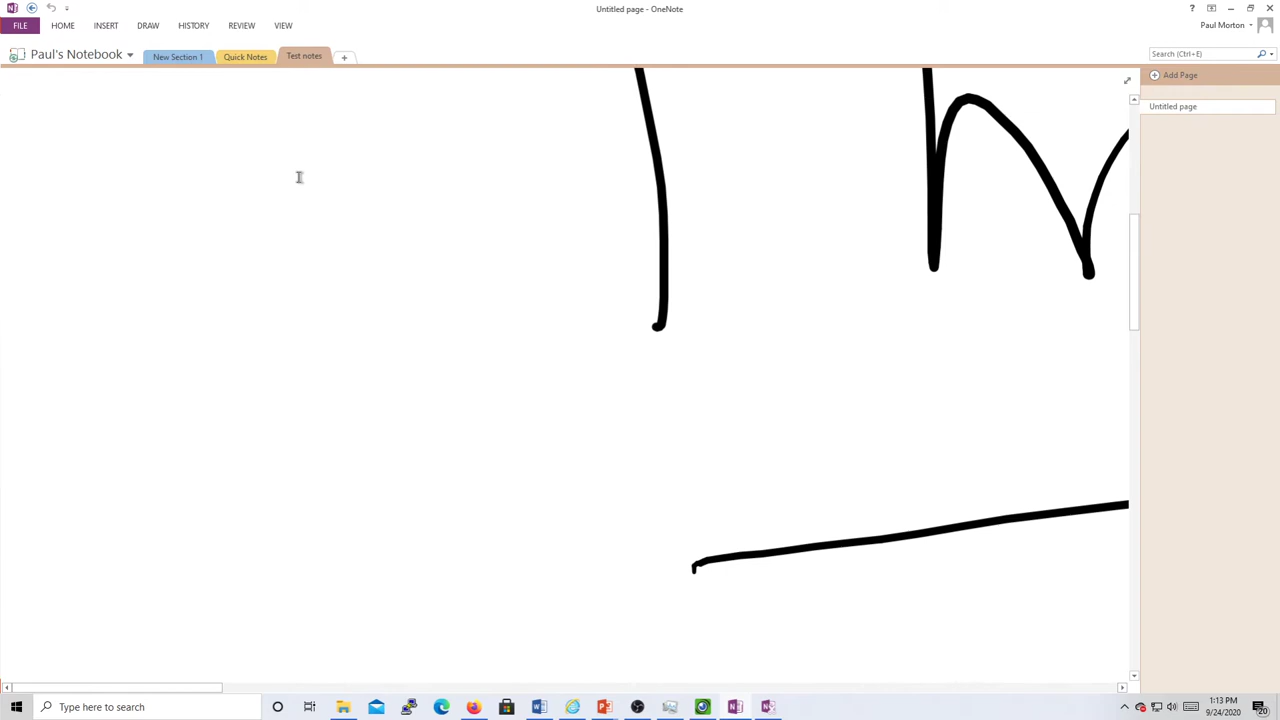 Untitled page - OneNote
FILE HOME INSERT DRAW HISTORY REVIEW VIEW
Paul Morton
Paul's Notebook New Section 1 Quick Notes Test notes +
Search (Ctrl+E)
Add Page
Untitled page
Type here to search
1:13 PM
9/24/2020
20